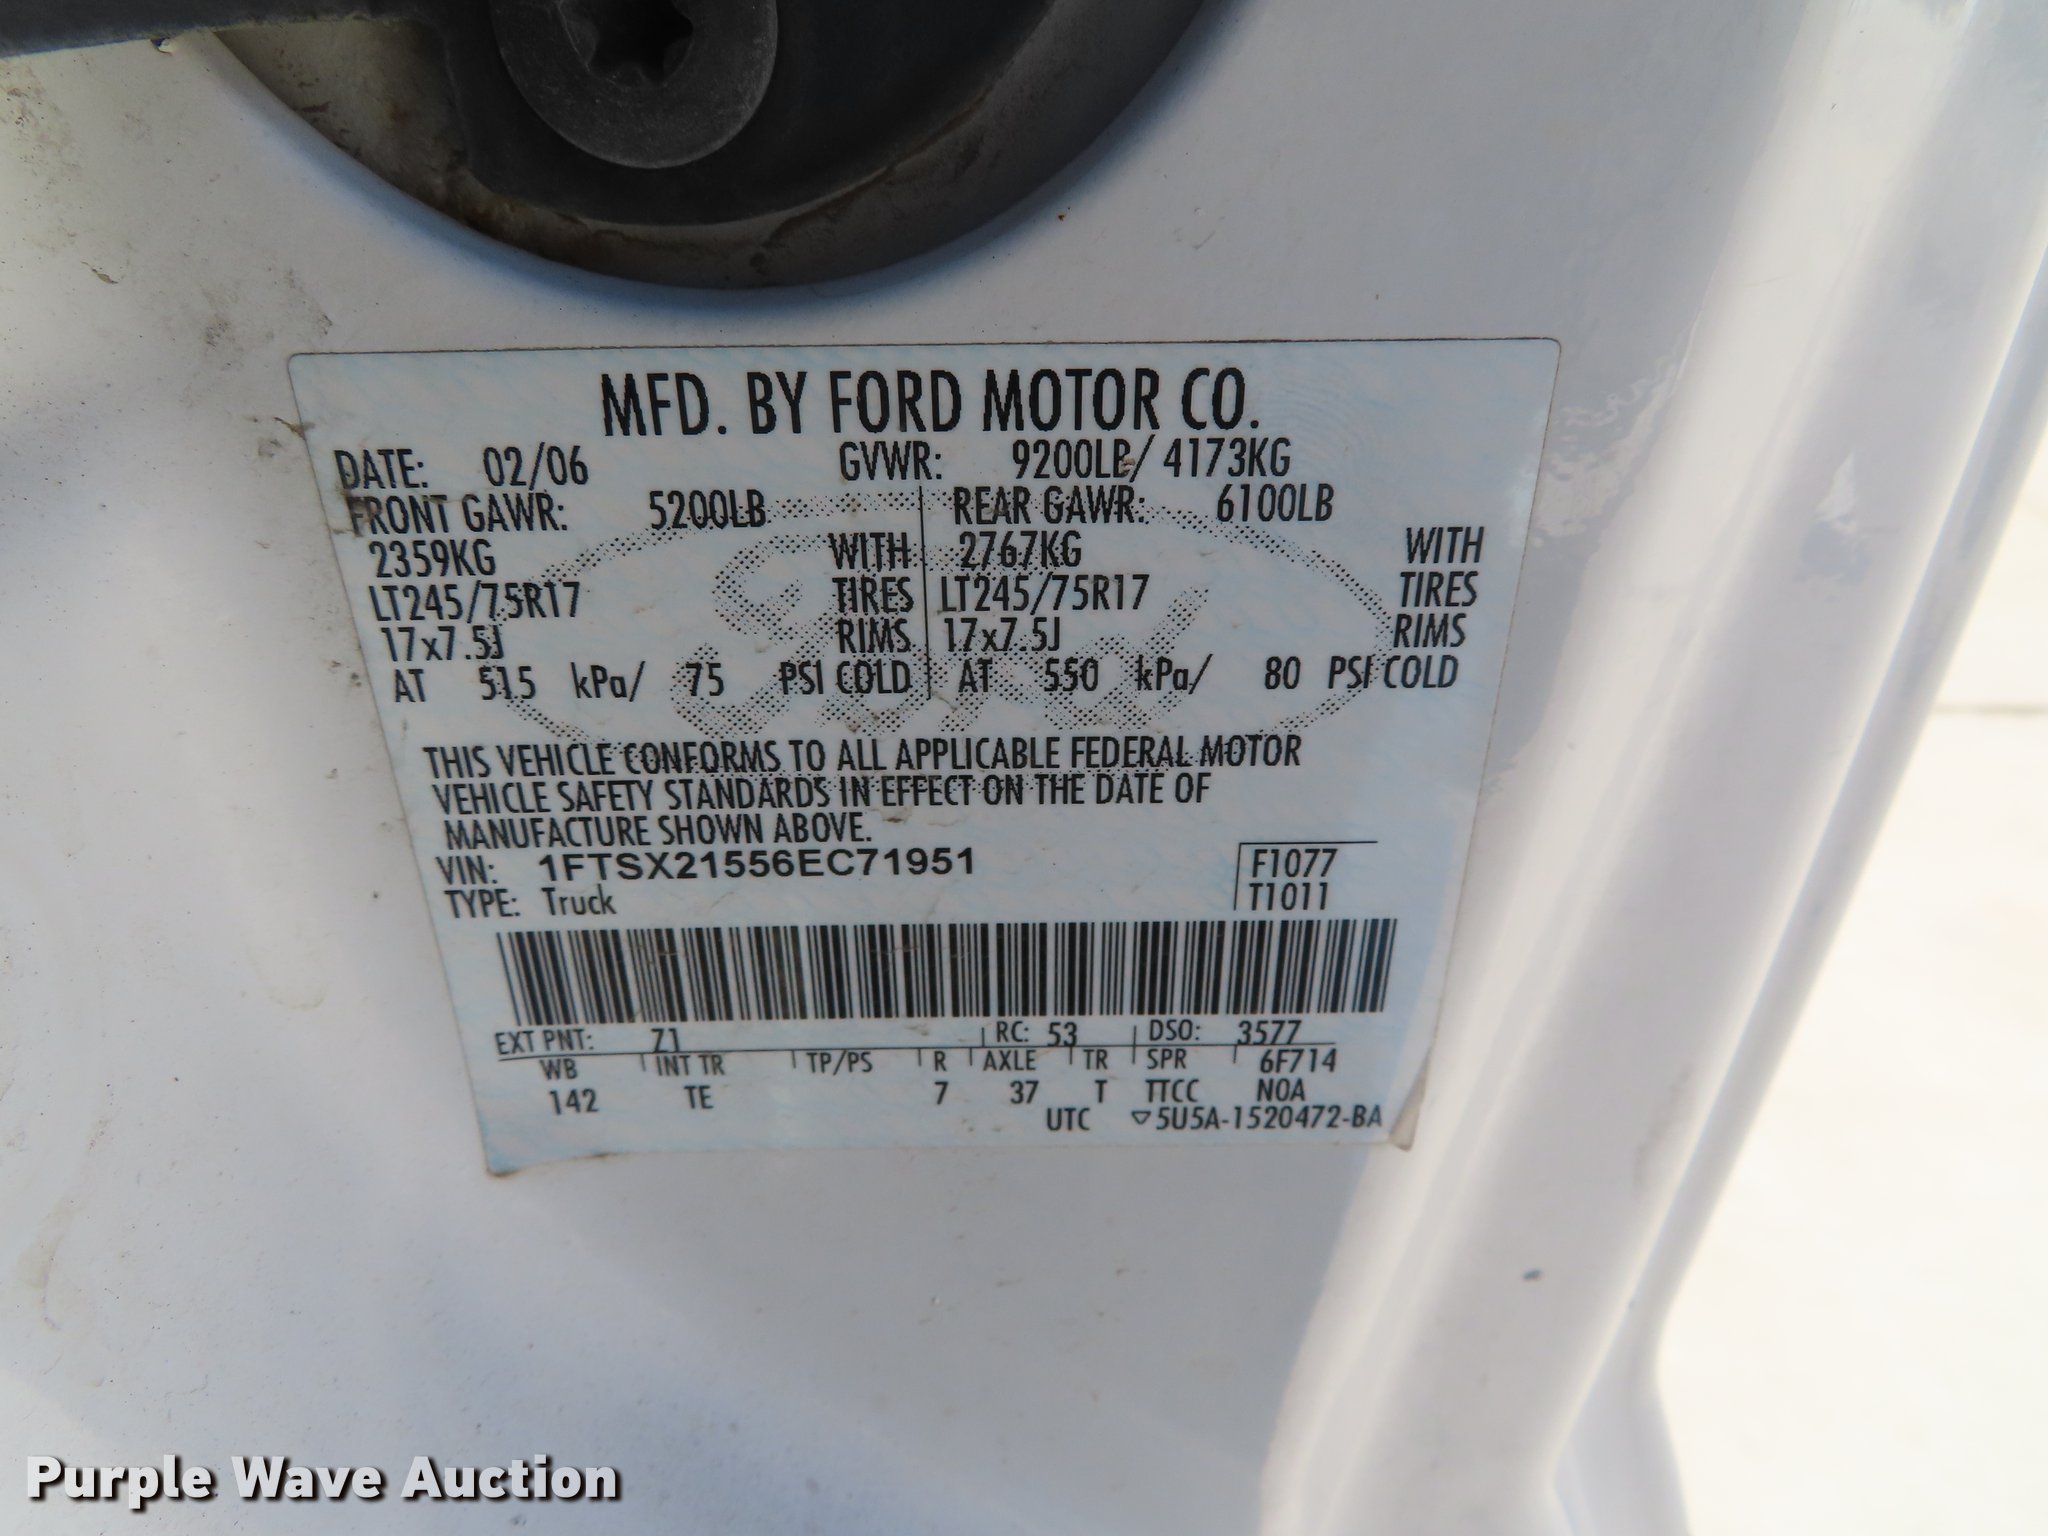 MFD. BY FORD MOTOR CO.
DATE: 02/06 GVWR: 9200LB/ 4173KG
FRONT GAWR: 5200LB REAR GAWR: 6100LB
2359KG WITH 2767KG WITH
LT245/75R17 TIRES LT245/75R17 TIRES
17x7.5J RIMS 17x7.5J RIMS
AT 515 kPa/ 75 PSI COLD AT 550 kPa/ 80 PSI COLD
Ford
THIS VEHICLE CONFORMS TO ALL APPLICABLE FEDERAL MOTOR
VEHICLE SAFETY STANDARDS IN EFFECT ON THE DATE OF
MANUFACTURE SHOWN ABOVE.
VIN: 1FTSX21556EC71951 F1077
TYPE: Truck T1011
EXT PNT: Z1 RC: 53 DSO: 3577
WB INT TR TP/PS R AXLE TR SPR 6F714
142 TE 7 37 T TTCC NOA
UTC ▽5U5A-1520472-BA
Purple Wave Auction